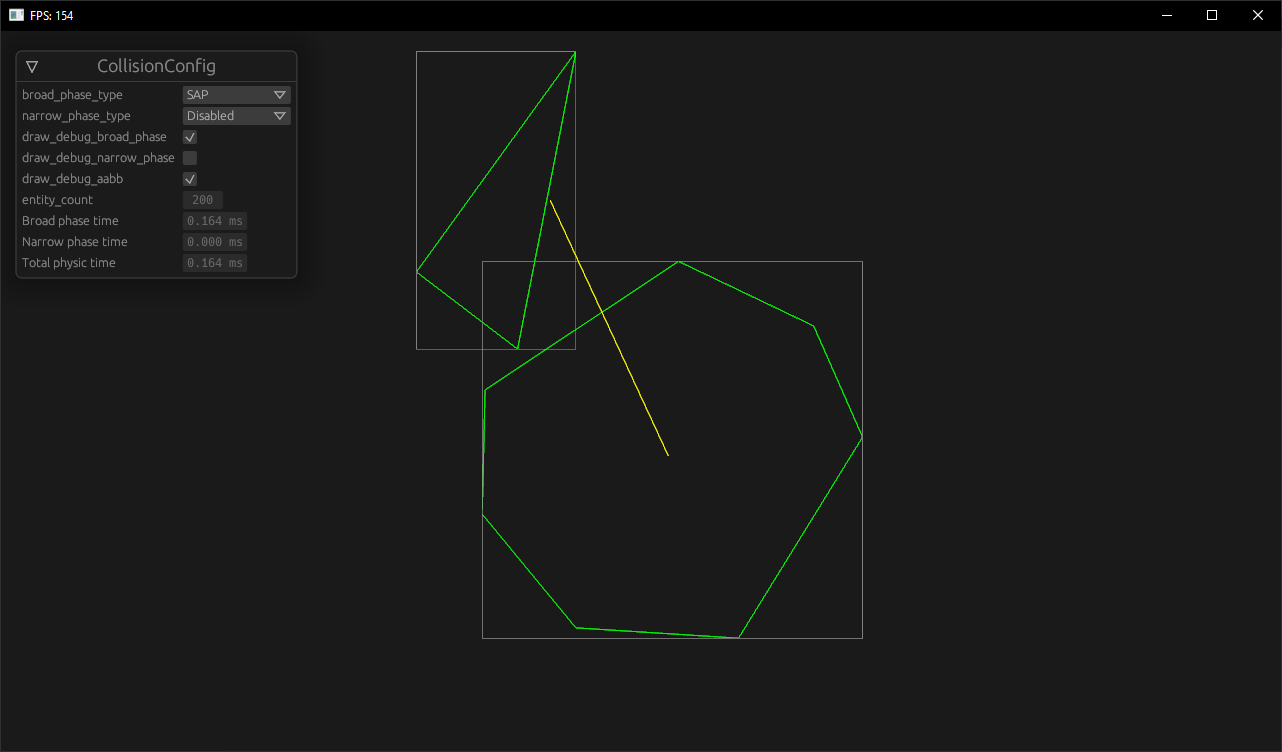 FPS: 154
CollisionConfig
broad_phase_type SAP
narrow_phase_type Disabled
draw_debug_broad_phase
draw_debug_narrow_phase
draw_debug_aabb
entity_count 200
Broad phase time 0.164 ms
Narrow phase time 0.000 ms
Total physic time 0.164 ms